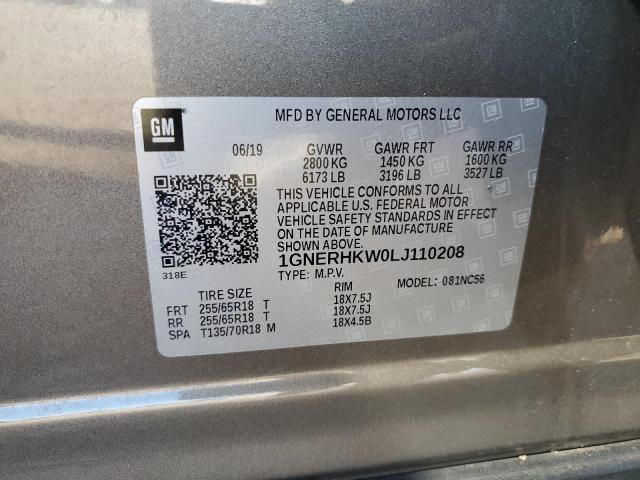 GM
MFD BY GENERAL MOTORS LLC
06/19 GVWR GAWR FRT GAWR RR
2800 KG 1450 KG 1600 KG
6173 LB 3196 LB 3527 LB
THIS VEHICLE CONFORMS TO ALL
APPLICABLE U.S. FEDERAL MOTOR
VEHICLE SAFETY STANDARDS IN EFFECT
ON THE DATE OF MANUFACTURE
SHOWN ABOVE.
1GNERHKW0LJ110208
318E
TYPE: M.P.V. MODEL: 081NC56
TIRE SIZE RIM
FRT 255/65R18 T 18X7.5J
RR 255/65R18 T 18X7.5J
SPA T135/70R18 M 18X4.5B